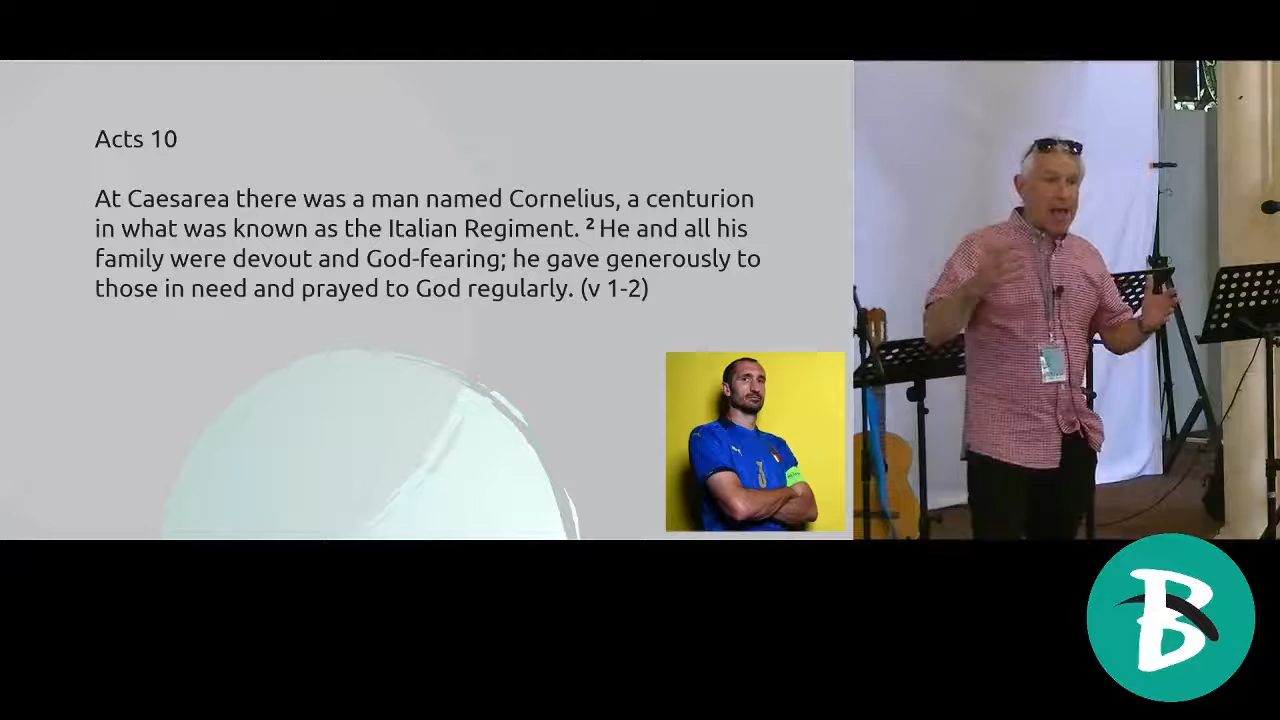 Acts 10
At Caesarea there was a man named Cornelius, a centurion
in what was known as the Italian Regiment. ² He and all his
family were devout and God-fearing; he gave generously to
those in need and prayed to God regularly. (v 1-2)
B